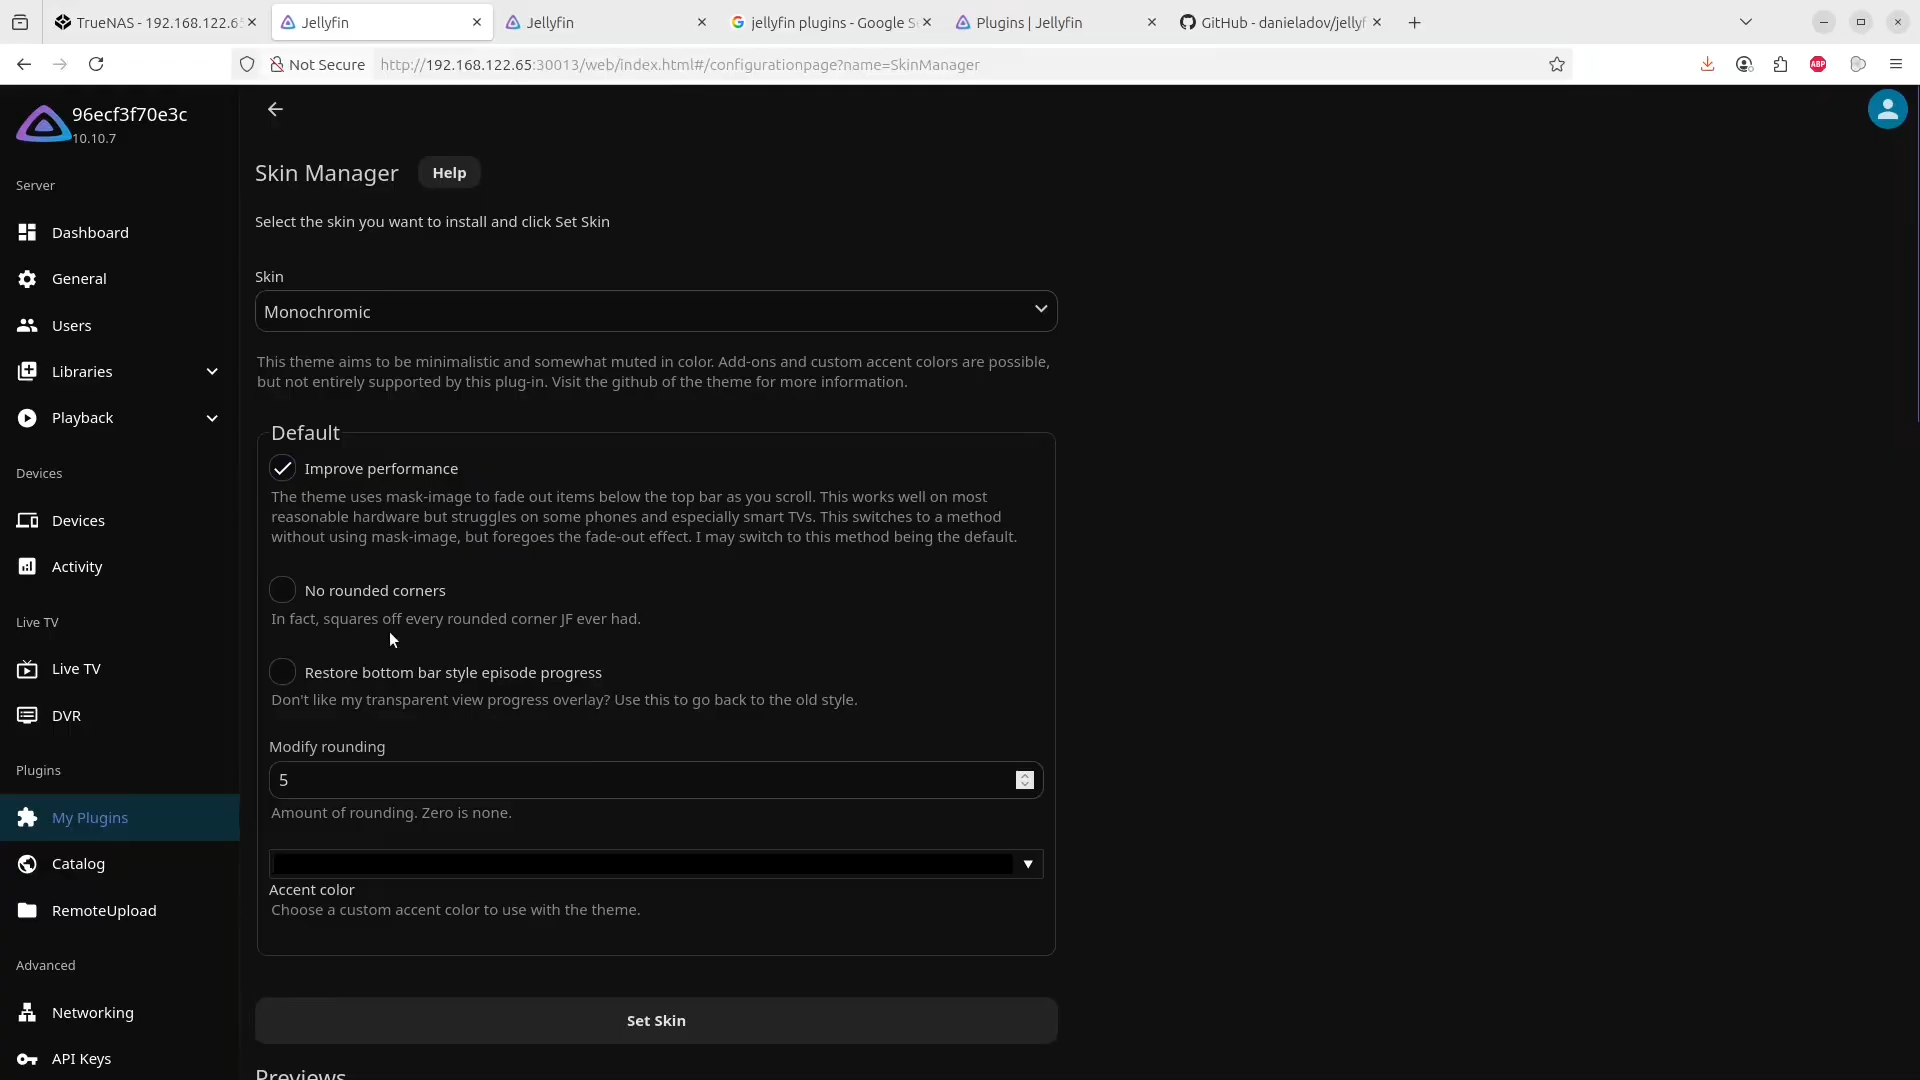 TrueNAS - 192.168.122.6
Jellyfin
Jellyfin
jellyfin plugins - Google S
Plugins | Jellyfin
GitHub - danieladov/jellyf
Not Secure
http://192.168.122.65:30013/web/index.html#/configurationpage?name=SkinManager
ABP
96ecf3f70e3c
10.10.7
Server
Dashboard
General
Users
Libraries
Playback
Devices
Devices
Activity
Live TV
Live TV
DVR
Plugins
My Plugins
Catalog
RemoteUpload
Advanced
Networking
API Keys
Skin Manager
Help
Select the skin you want to install and click Set Skin
Skin
Monochromic
This theme aims to be minimalistic and somewhat muted in color. Add-ons and custom accent colors are possible,
but not entirely supported by this plug-in. Visit the github of the theme for more information.
Default
Improve performance
The theme uses mask-image to fade out items below the top bar as you scroll. This works well on most
reasonable hardware but struggles on some phones and especially smart TVs. This switches to a method
without using mask-image, but foregoes the fade-out effect. I may switch to this method being the default.
No rounded corners
In fact, squares off every rounded corner JF ever had.
Restore bottom bar style episode progress
Don't like my transparent view progress overlay? Use this to go back to the old style.
Modify rounding
5
Amount of rounding. Zero is none.
Accent color
Choose a custom accent color to use with the theme.
Set Skin
Previews